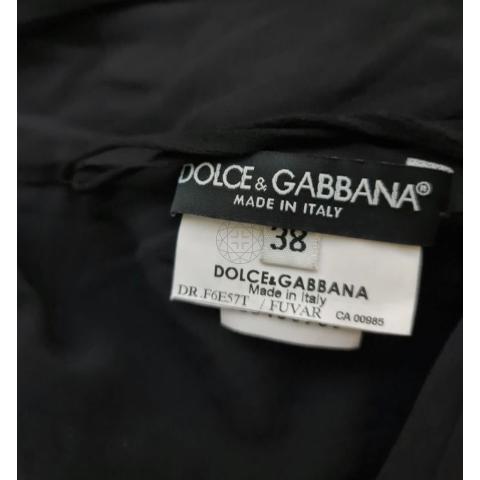 DOLCE & GABBANA®
MADE IN ITALY
38
DOLCE&GABBANA
Made in Italy
DR.F6E57T / FUVAR
CA 00985